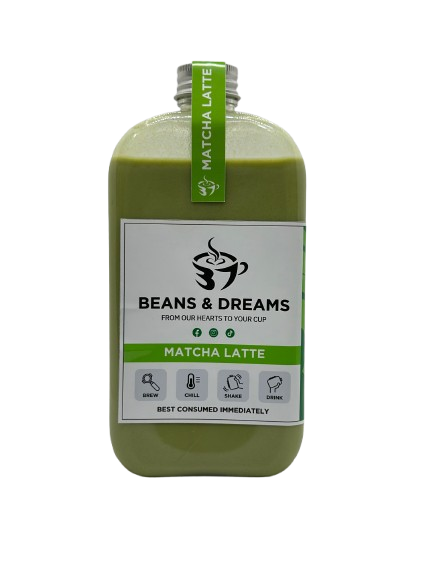 MATCHA LATTE
BEANS & DREAMS
FROM OUR HEARTS TO YOUR CUP
MATCHA LATTE
BREW
CHILL
SHAKE
DRINK
BEST CONSUMED IMMEDIATELY